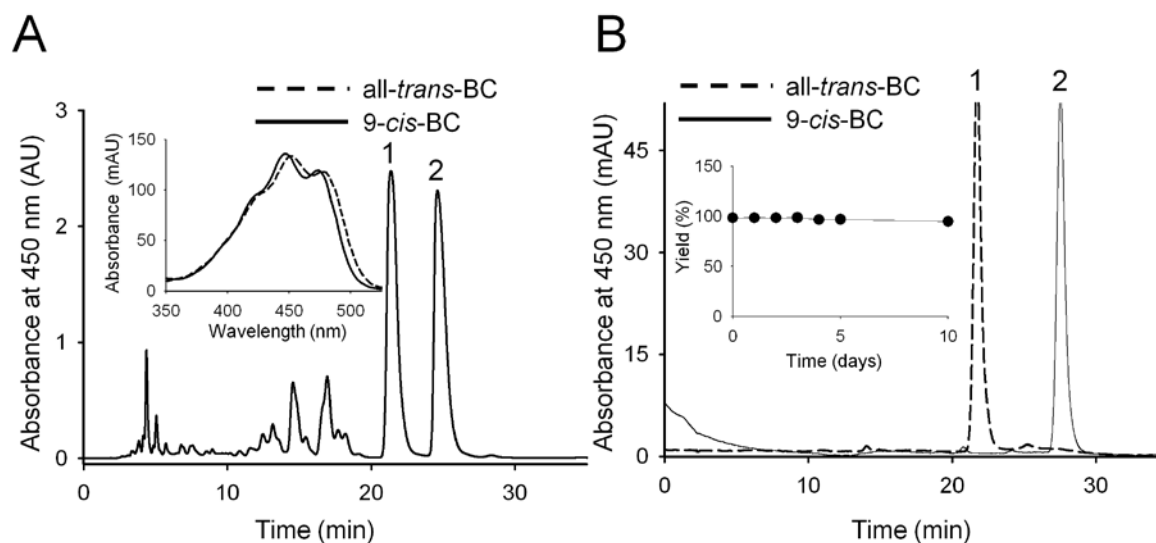 A
all-trans-BC
9-cis-BC
Absorbance at 450 nm (AU)
3
2
1
0
0
10
20
30
Time (min)
1
2
Absorbance (mAU)
150
100
50
0
350
400
450
500
Wavelength (nm)
B
all-trans-BC
9-cis-BC
Absorbance at 450 nm (mAU)
45
30
15
0
0
10
20
30
Time (min)
1
2
Yield (%)
150
100
50
0
0
5
10
Time (days)